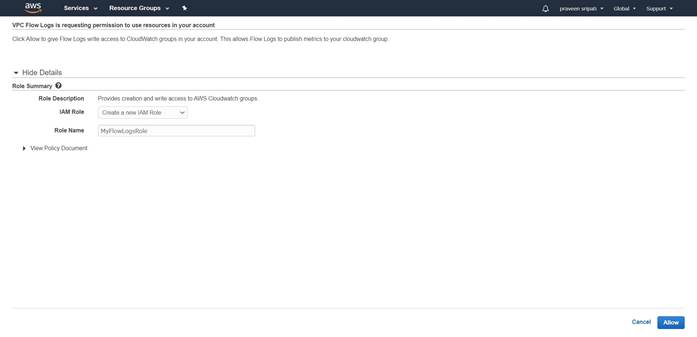 aws Services Resource Groups praveen sripati Global Support
VPC Flow Logs is requesting permission to use resources in your account
Click Allow to give Flow Logs write access to CloudWatch groups in your account. This allows Flow Logs to publish metrics to your cloudwatch group.
Hide Details
Role Summary ?
Role Description Provides creation and write access to AWS Cloudwatch groups
IAM Role Create a new IAM Role
Role Name MyFlowLogsRole
View Policy Document
Cancel Allow